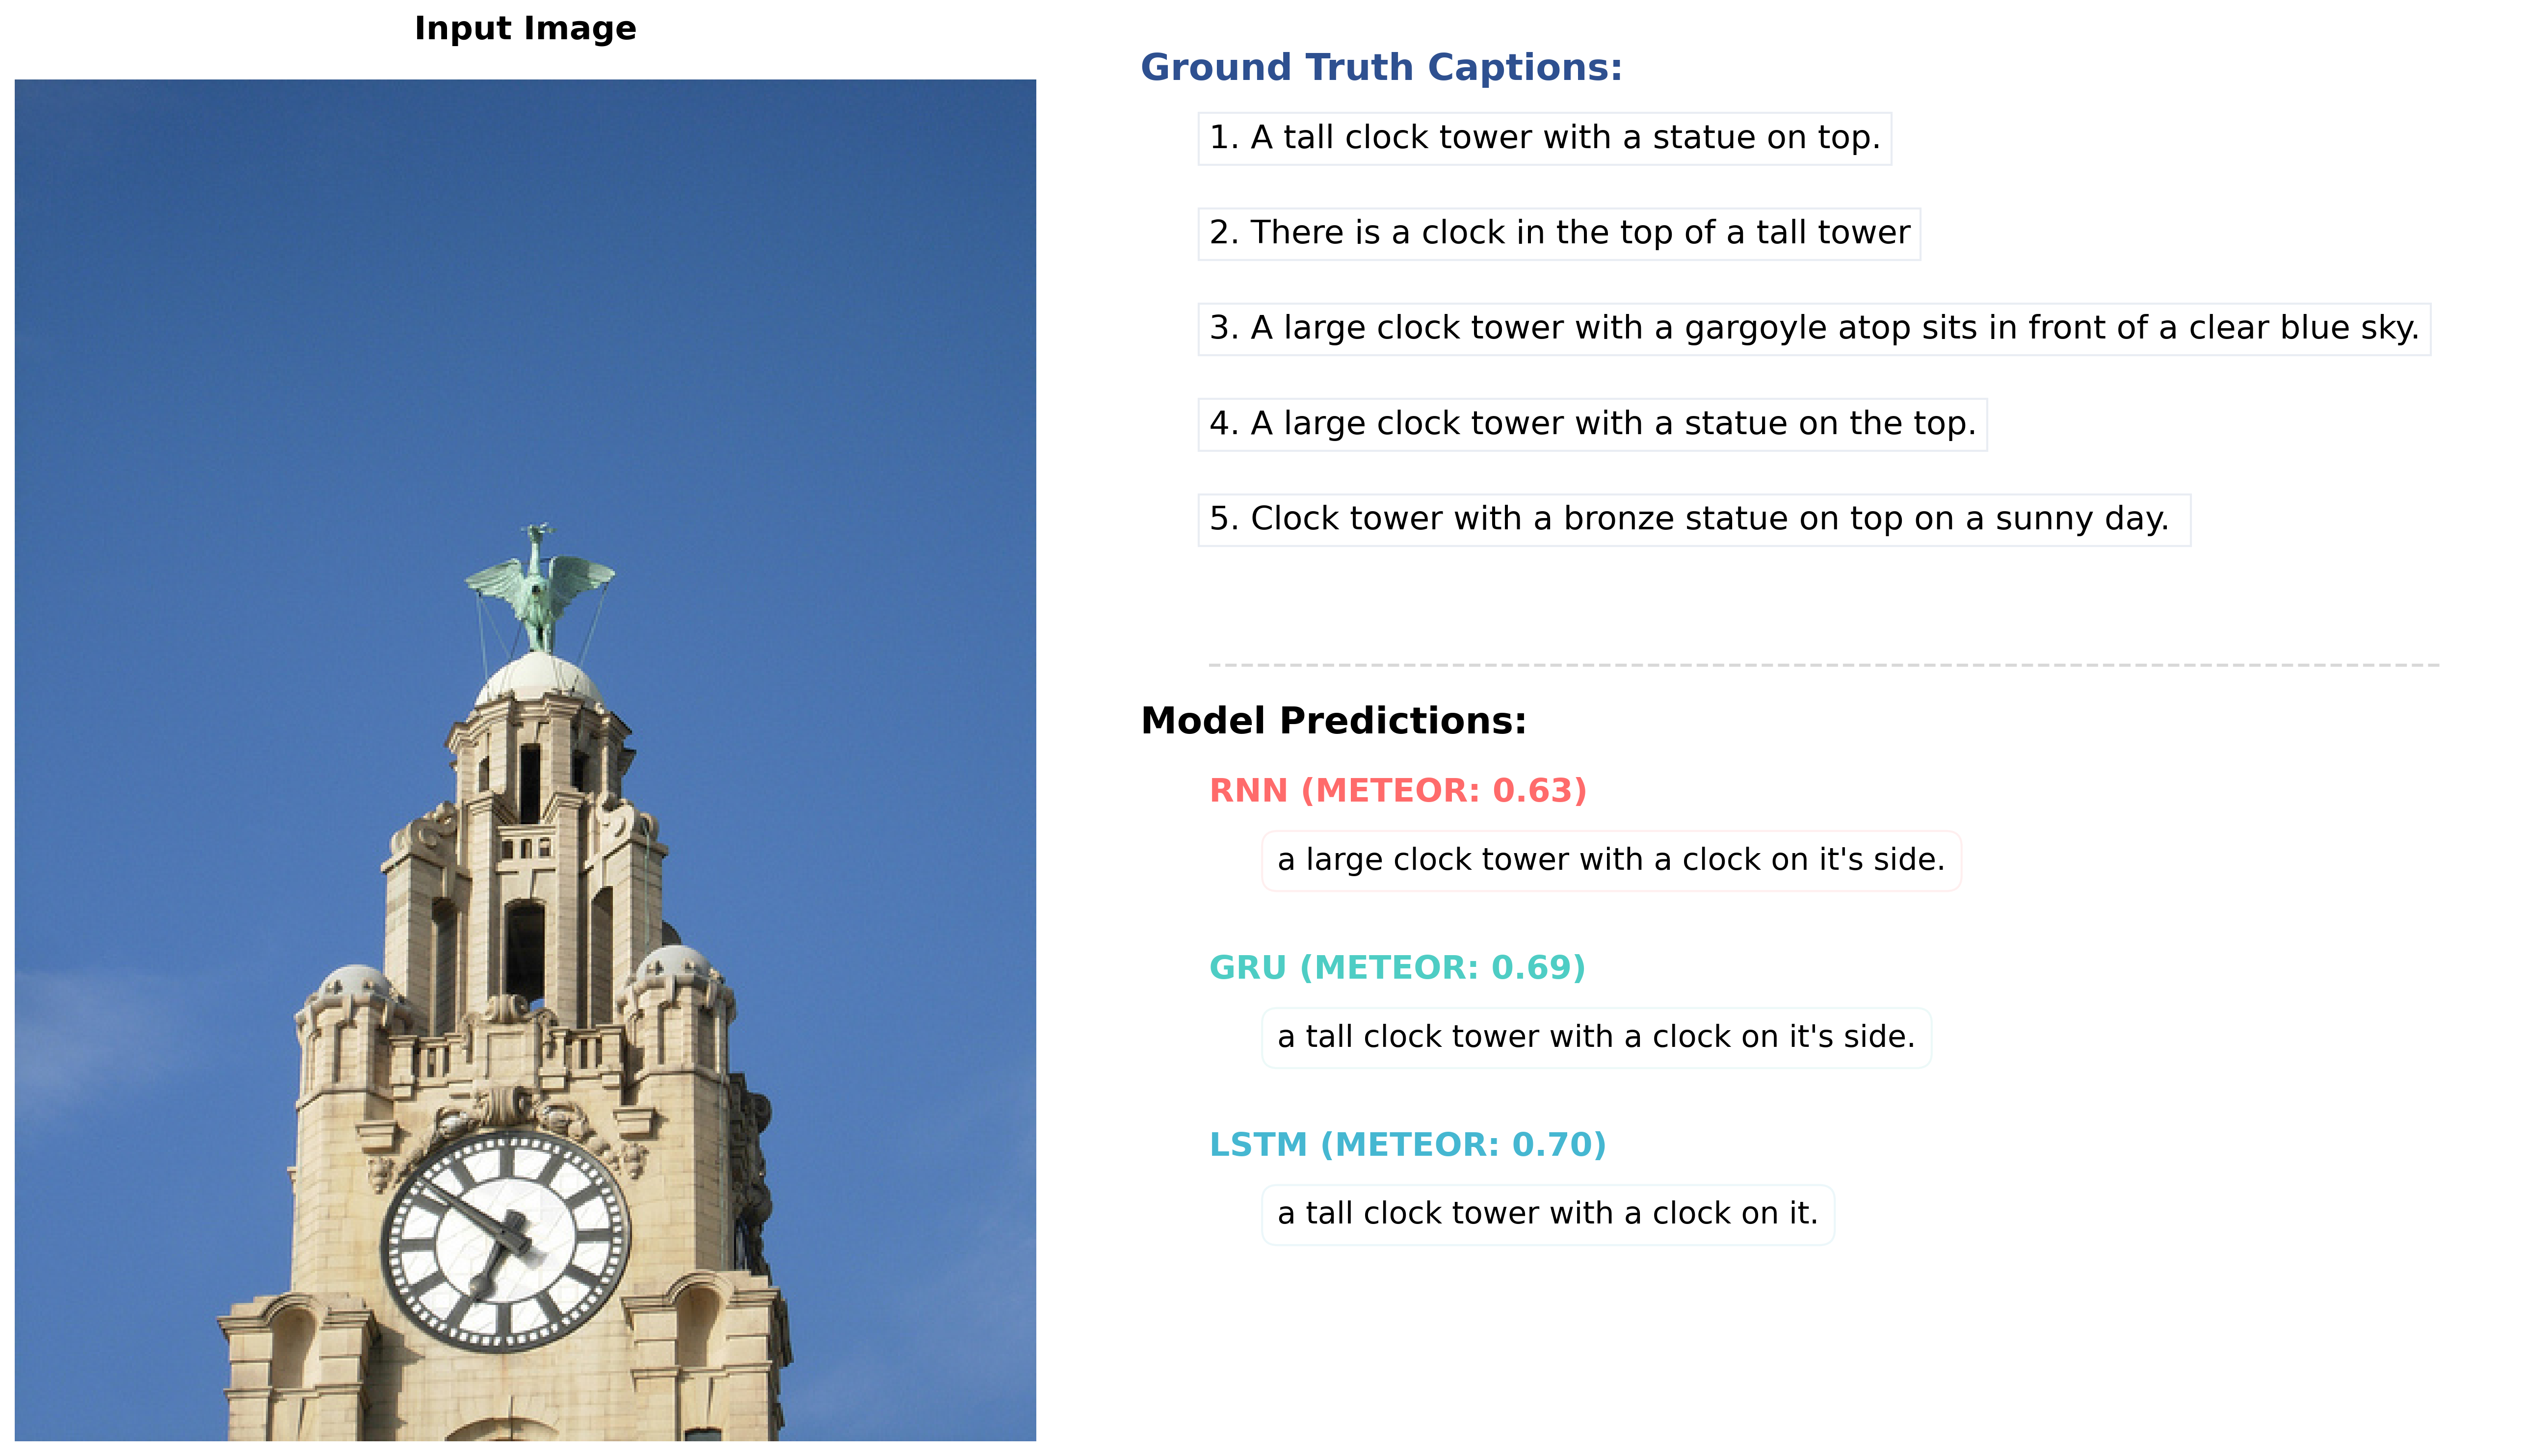 Input Image
Ground Truth Captions:
1. A tall clock tower with a statue on top.
2. There is a clock in the top of a tall tower
3. A large clock tower with a gargoyle atop sits in front of a clear blue sky.
4. A large clock tower with a statue on the top.
5. Clock tower with a bronze statue on top on a sunny day.
Model Predictions:
RNN (METEOR: 0.63)
a large clock tower with a clock on it's side.
GRU (METEOR: 0.69)
a tall clock tower with a clock on it's side.
LSTM (METEOR: 0.70)
a tall clock tower with a clock on it.